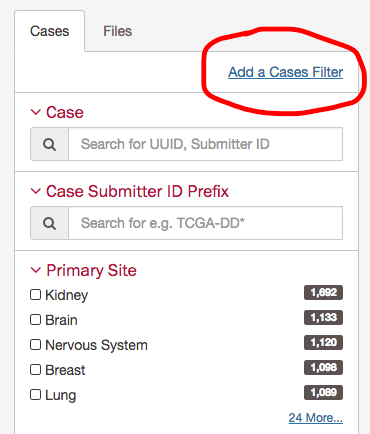 Cases Files
Add a Cases Filter
Case
Search for UUID, Submitter ID
Case Submitter ID Prefix
Search for e.g. TCGA-DD*
Primary Site
Kidney 1,692
Brain 1,133
Nervous System 1,120
Breast 1,098
Lung 1,089
24 More...